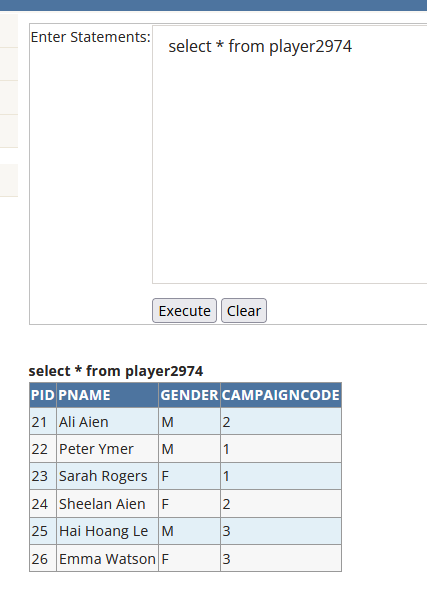 Enter Statements:
select * from player2974
Execute Clear
select * from player2974
PID PNAME GENDER CAMPAIGNCODE
21 Ali Aien M 2
22 Peter Ymer M 1
23 Sarah Rogers F 1
24 Sheelan Aien F 2
25 Hai Hoang Le M 3
26 Emma Watson F 3